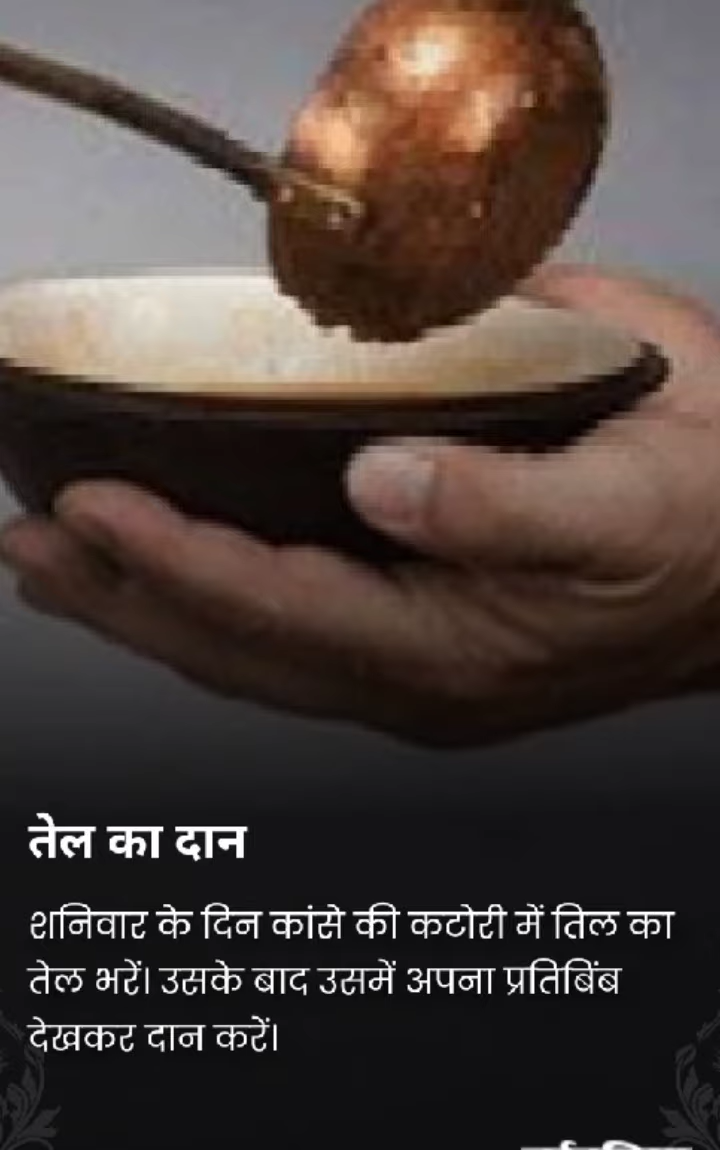 तेल का दान
शनिवार के दिन कांसे की कटोरी में तिल का
तेल भरें। उसके बाद उसमें अपना प्रतिबिंब
देखकर दान करें।